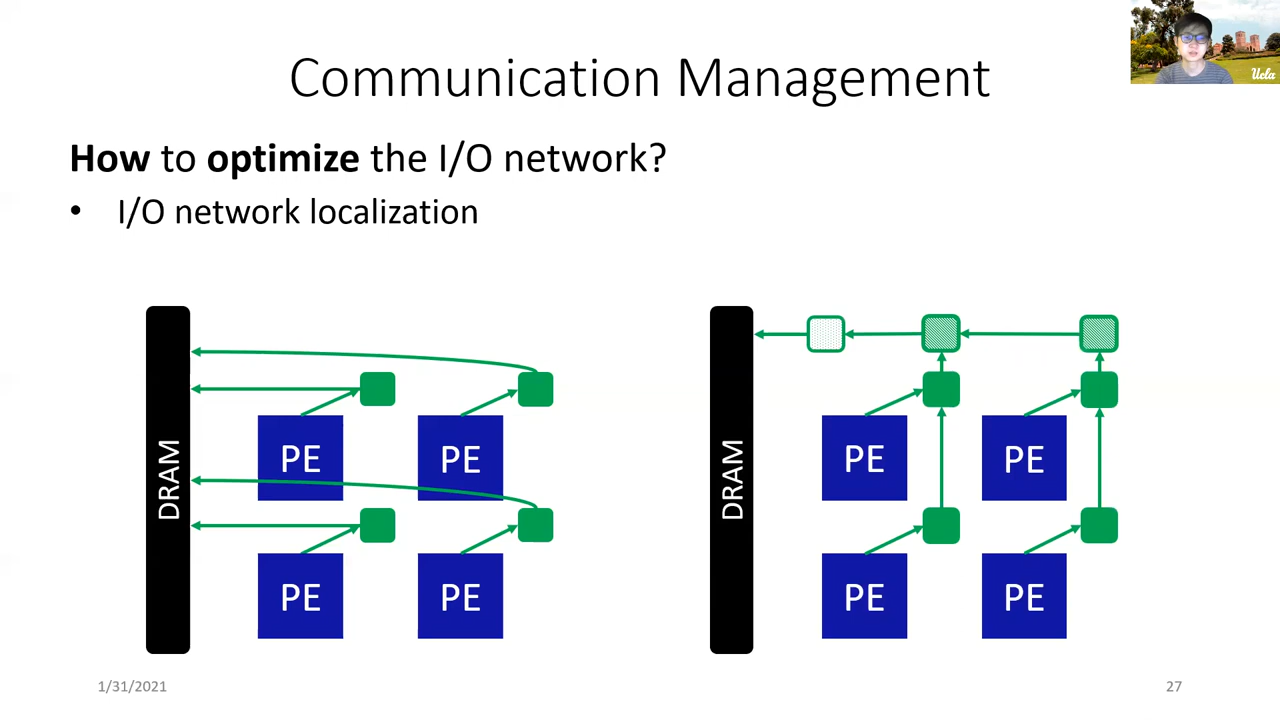 Communication Management
Ucla
How to optimize the I/O network?
• I/O network localization
DRAM
PE
PE
PE
PE
DRAM
PE
PE
PE
PE
1/31/2021
27